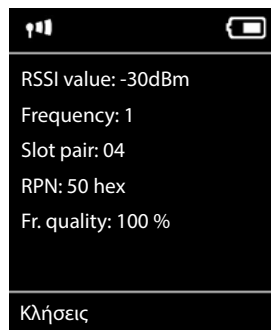 RSSI value: -30dBm
Frequency: 1
Slot pair: 04
RPN: 50 hex
Fr. quality: 100 %
Κλήσεις